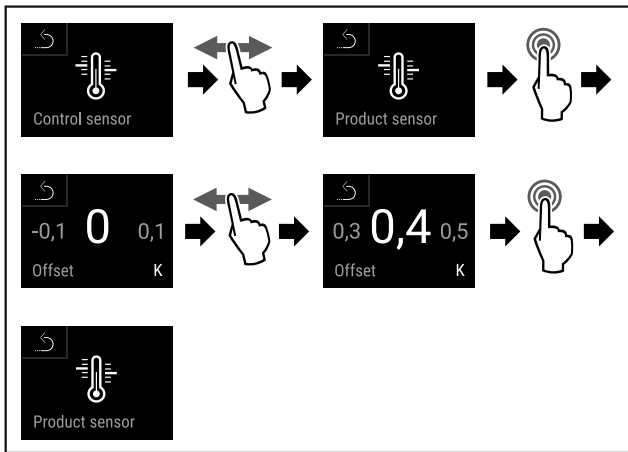 Control sensor
Product sensor
-0,1 0 0,1
Offset K
0,3 0,4 0,5
Offset K
Product sensor